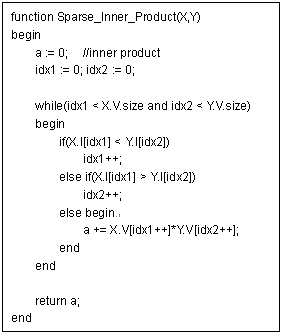 function Sparse_Inner_Product(X,Y)
begin
a := 0; //inner product
idx1 := 0; idx2 := 0;
while(idx1 < X.V.size and idx2 < Y.V.size)
begin
if(X.I[idx1] < Y.I[idx2])
idx1++;
else if(X.I[idx1] > Y.I[idx2])
idx2++;
else begin
a += X.V[idx1++]*Y.V[idx2++];
end
end
return a;
end